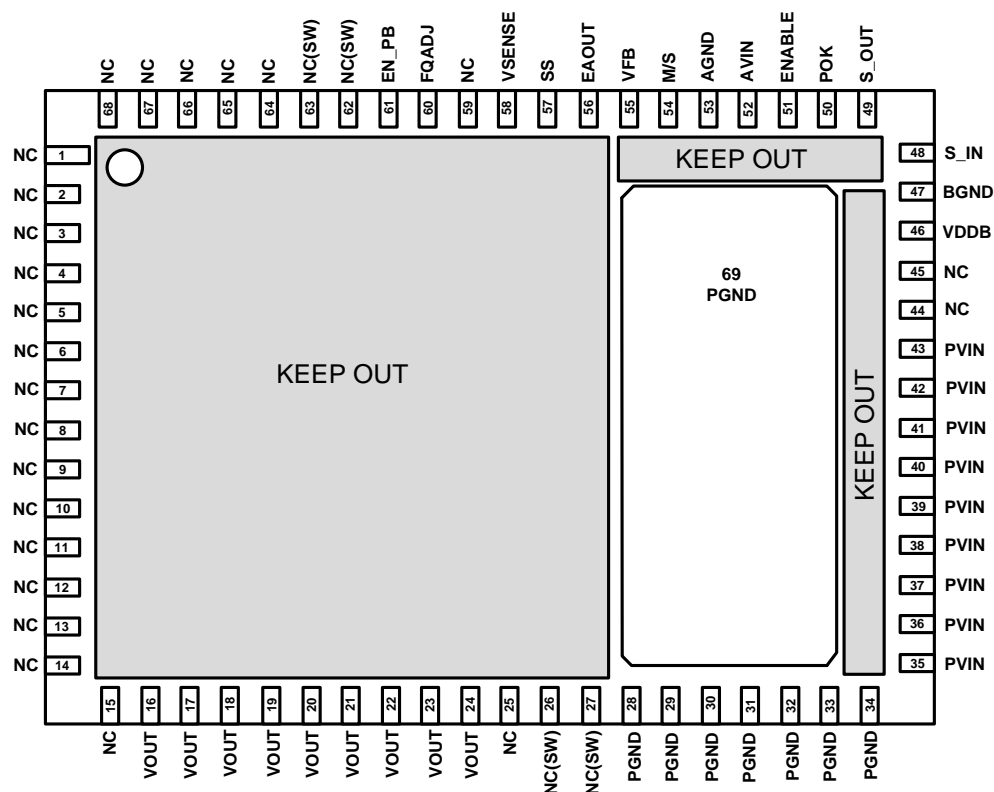 NC NC NC NC NC NC(SW) NC(SW) EN_PB FQADJ NC VSENSE SS EAOUT VFB M/S AGND AVIN ENABLE POK S_OUT
68 67 66 65 64 63 62 61 60 59 58 57 56 55 54 53 52 51 50 49
NC 1
NC 2
NC 3
NC 4
NC 5
NC 6
NC 7
NC 8
NC 9
NC 10
NC 11
NC 12
NC 13
NC 14
KEEP OUT
KEEP OUT
69
PGND
KEEP OUT
48 S_IN
47 BGND
46 VDDB
45 NC
44 NC
43 PVIN
42 PVIN
41 PVIN
40 PVIN
39 PVIN
38 PVIN
37 PVIN
36 PVIN
35 PVIN
15 16 17 18 19 20 21 22 23 24 25 26 27 28 29 30 31 32 33 34
NC VOUT VOUT VOUT VOUT VOUT VOUT VOUT VOUT VOUT NC NC(SW) NC(SW) PGND PGND PGND PGND PGND PGND PGND